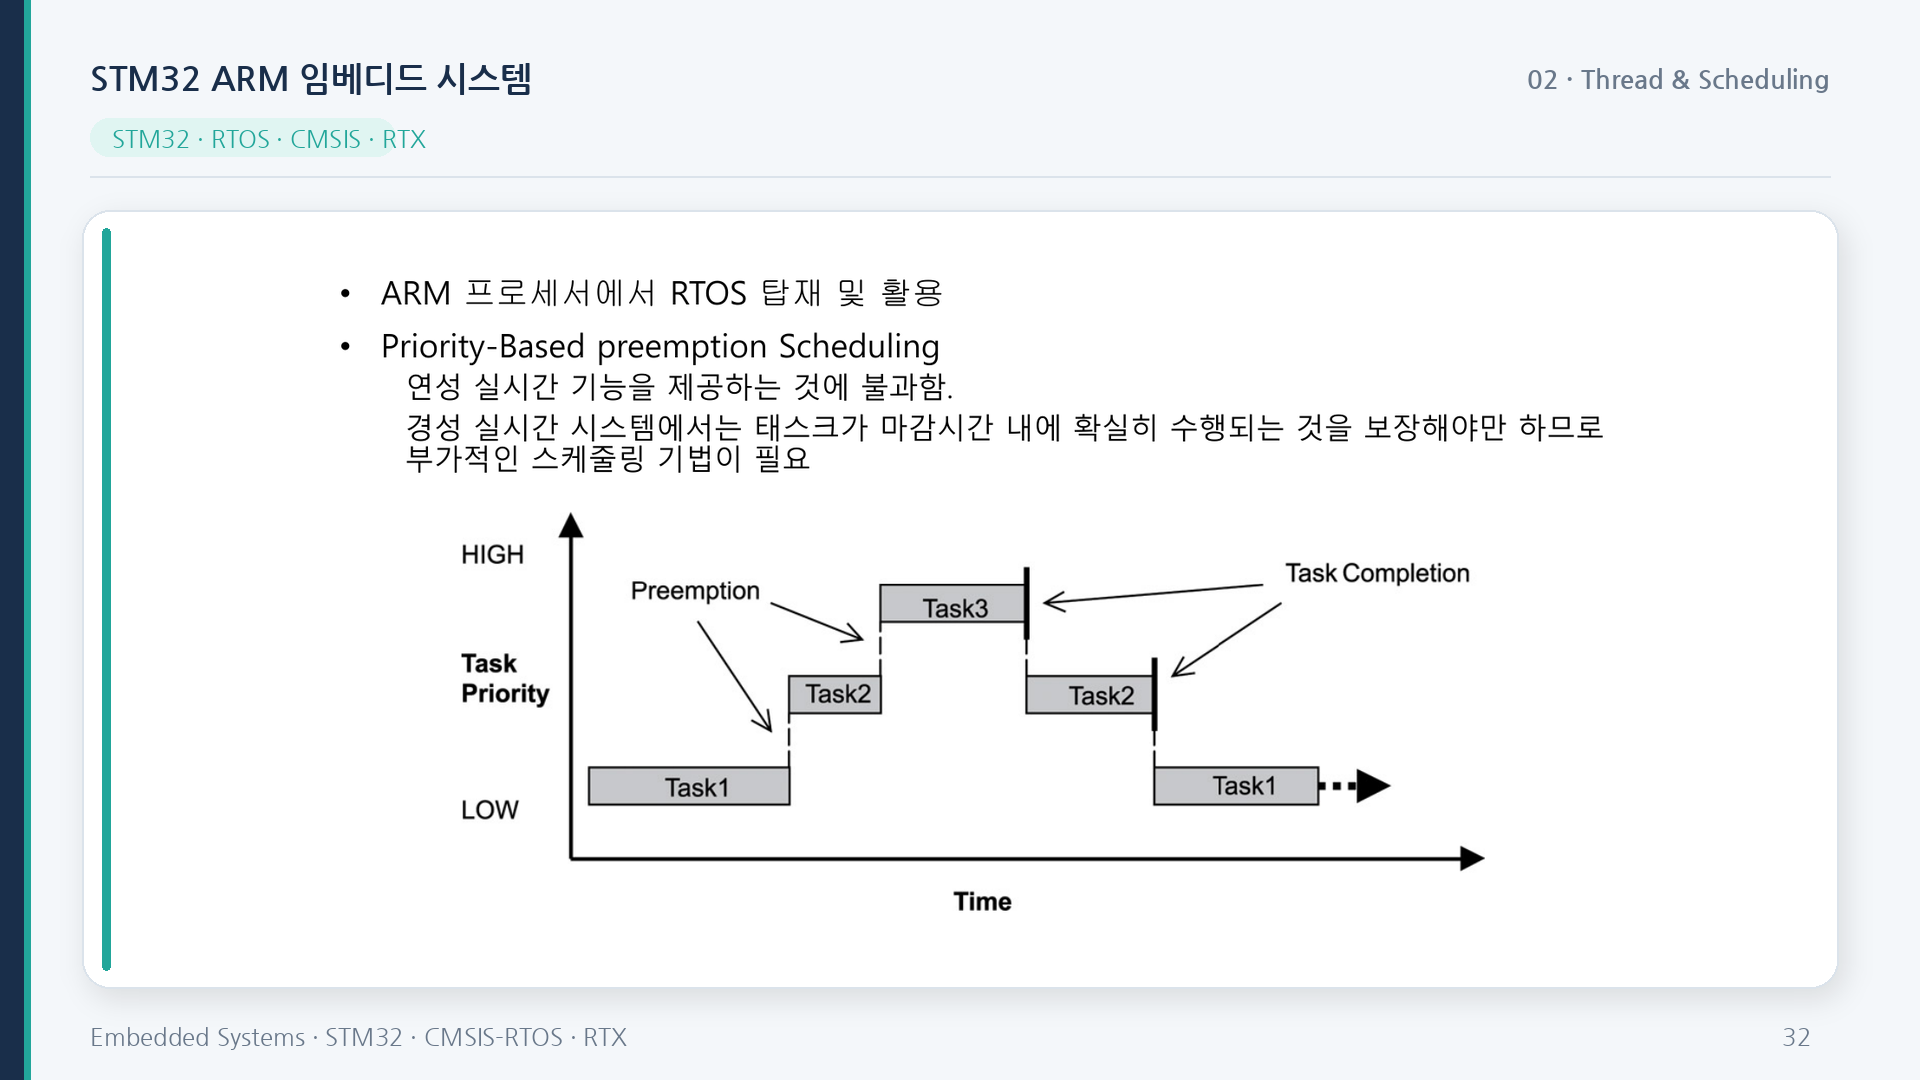 STM32 ARM 임베디드 시스템
02 · Thread & Scheduling
STM32 · RTOS · CMSIS · RTX
• ARM 프로세서에서 RTOS 탑재 및 활용
• Priority-Based preemption Scheduling
연성 실시간 기능을 제공하는 것에 불과함.
경성 실시간 시스템에서는 태스크가 마감시간 내에 확실히 수행되는 것을 보장해야만 하므로
부가적인 스케줄링 기법이 필요
HIGH
Preemption
Task Completion
Task3
Task
Priority
Task2
Task2
Task1
Task1
LOW
Time
Embedded Systems · STM32 · CMSIS-RTOS · RTX
32